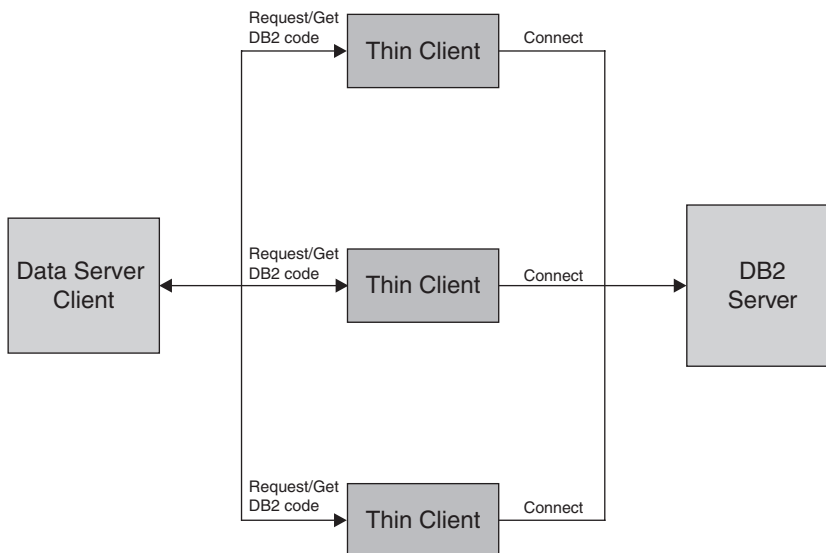 Request/Get
DB2 code
Thin Client
Connect
Data Server
Client
Request/Get
DB2 code
Thin Client
Connect
DB2
Server
Request/Get
DB2 code
Thin Client
Connect